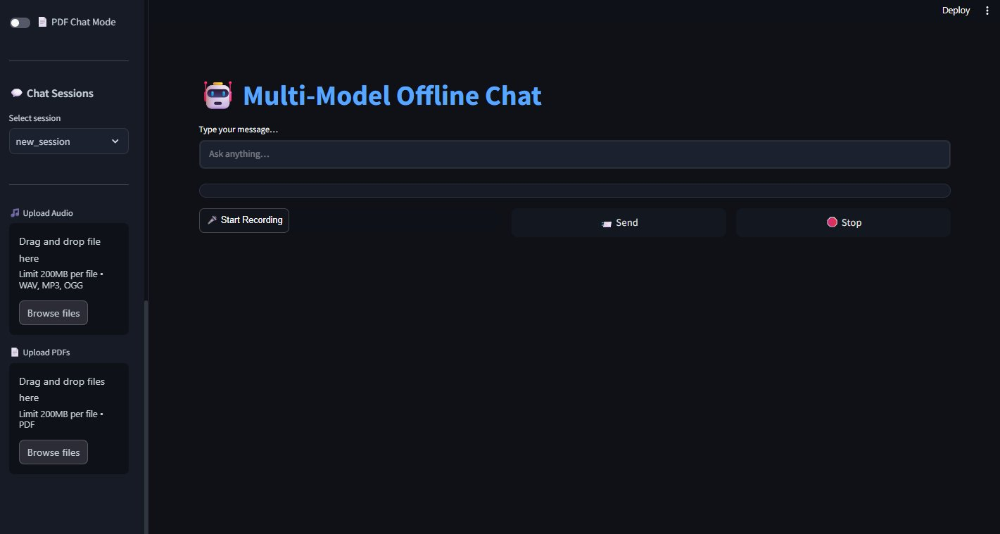 Deploy
PDF Chat Mode
Chat Sessions
Select session
new_session
Upload Audio
Drag and drop file
here
Limit 200MB per file •
WAV, MP3, OGG
Browse files
Upload PDFs
Drag and drop files
here
Limit 200MB per file •
PDF
Browse files
Multi-Model Offline Chat
Type your message...
Ask anything...
Start Recording
Send
Stop